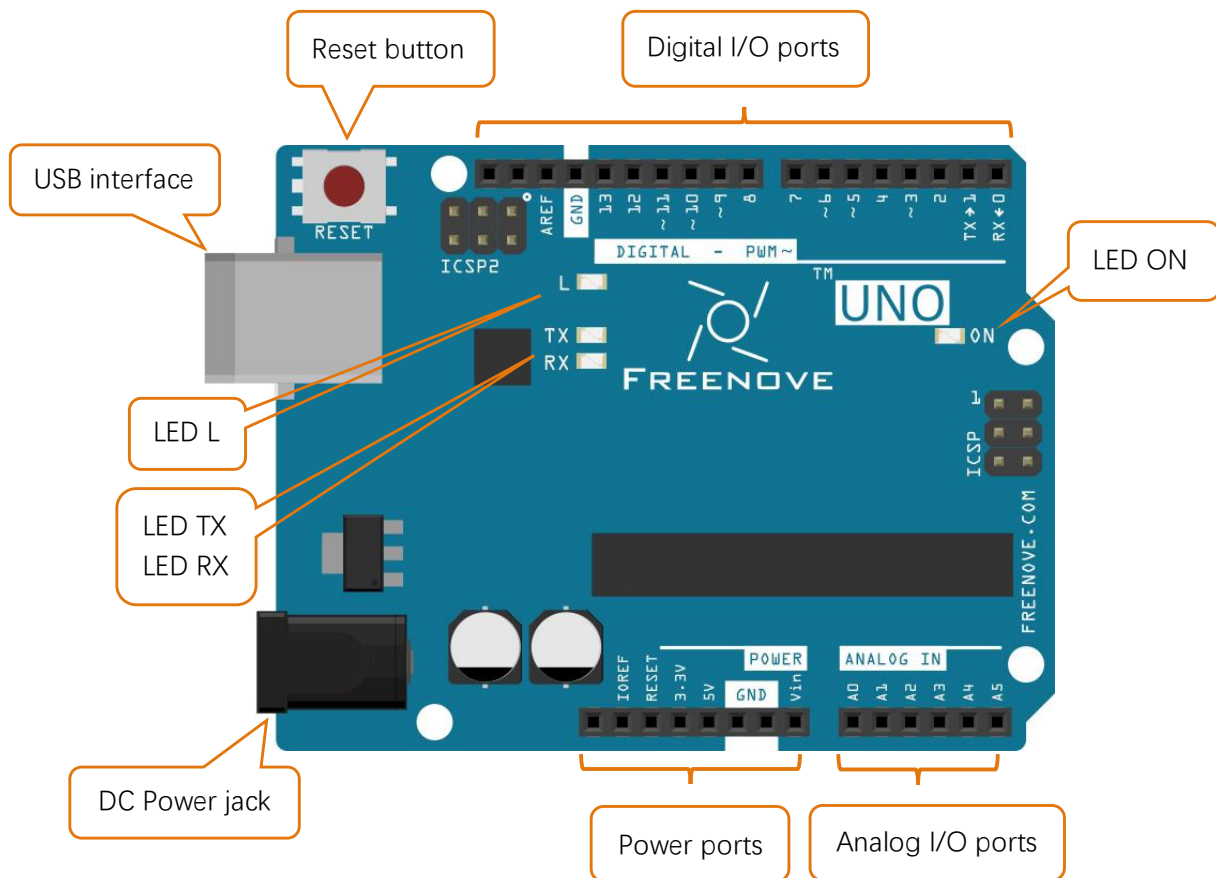 Reset button
Digital I/O ports
USB interface
RESET
AREF
GND
13
12
~11
~10
~9
8
7
~6
~5
4
~3
2
TX→1
RX←0
ICSP2
DIGITAL - PWM~
LED ON
L
TM
UNO
TX
RX
ON
FREENOVE
1
ICSP
LED L
LED TX
LED RX
FREENOVE.COM
POWER
ANALOG IN
IOREF
RESET
3.3V
5V
GND
Vin
A0
A1
A2
A3
A4
A5
DC Power jack
Power ports
Analog I/O ports